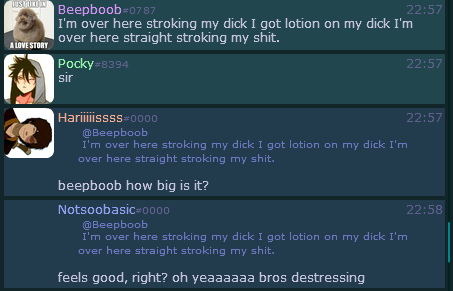 JUST LIKE IN
A LOVE STORY
Beepboob#0787 22:57
I'm over here stroking my dick I got lotion on my dick I'm
over here straight stroking my shit.
Pocky#8394 22:57
sir
Hariiiiissss#0000 22:57
@Beepboob
I'm over here stroking my dick I got lotion on my dick I'm
over here straight stroking my shit.
beepboob how big is it?
Notsoobasic#0000 22:58
@Beepboob
I'm over here stroking my dick I got lotion on my dick I'm
over here straight stroking my shit.
feels good, right? oh yeaaaaaa bros destressing